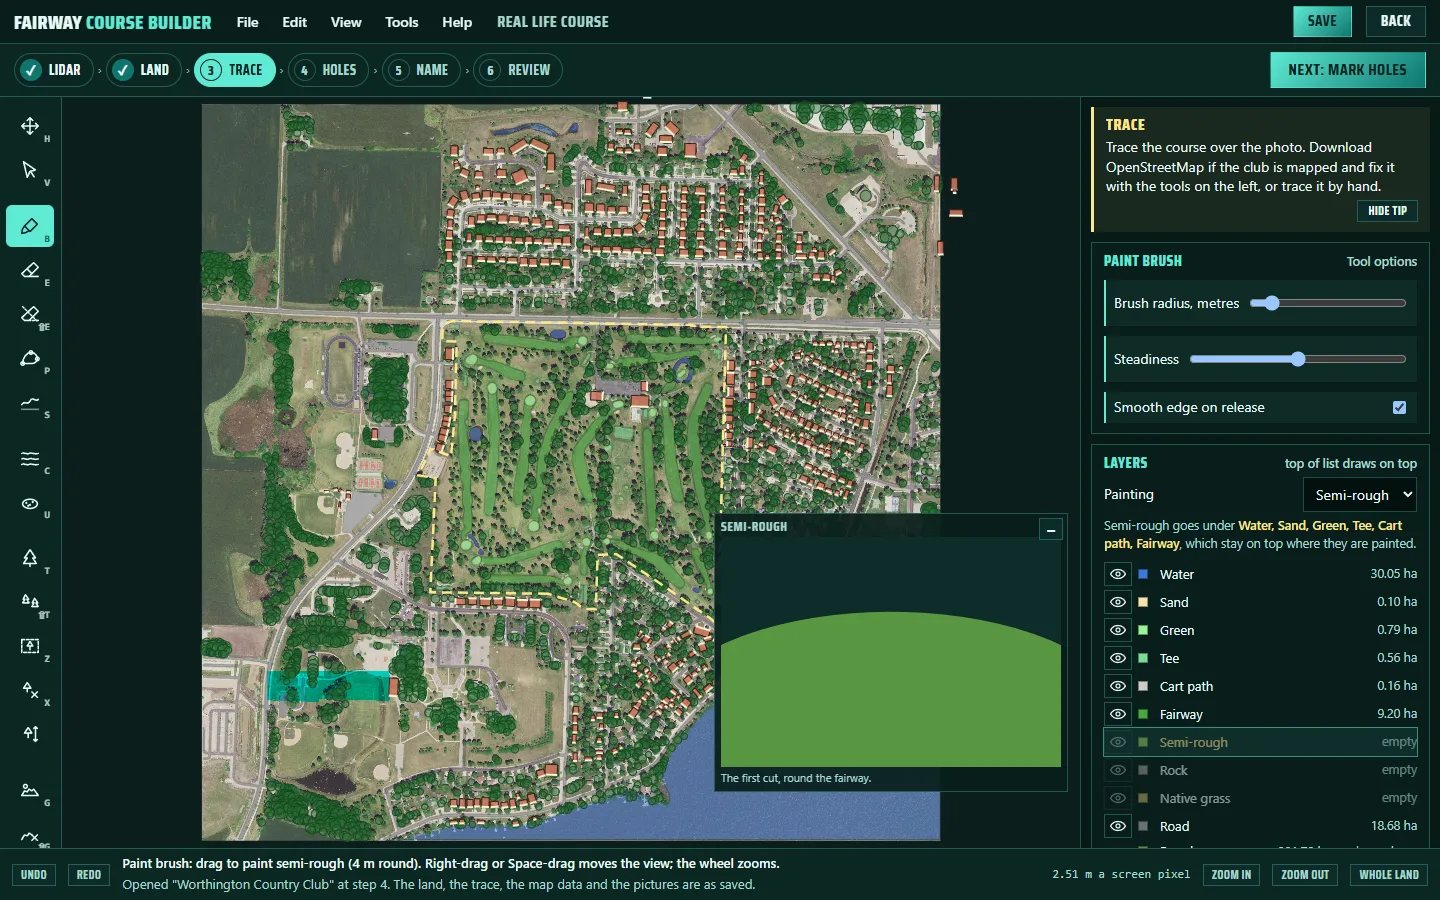 FAIRWAY COURSE BUILDER File Edit View Tools Help REAL LIFE COURSE SAVE BACK
✓ LIDAR › ✓ LAND › 3 TRACE › 4 HOLES › 5 NAME › 6 REVIEW NEXT: MARK HOLES
H
V
B
E
P
S
C
U
T
Z
X
G
TRACE
Trace the course over the photo. Download
OpenStreetMap if the club is mapped and fix it
with the tools on the left, or trace it by hand.
HIDE TIP
PAINT BRUSH Tool options
Brush radius, metres
Steadiness
Smooth edge on release
LAYERS top of list draws on top
Painting Semi-rough
Semi-rough goes under Water, Sand, Green, Tee, Cart
path, Fairway, which stay on top where they are painted.
Water 30.05 ha
Sand 0.10 ha
Green 0.79 ha
Tee 0.56 ha
Cart path 0.16 ha
Fairway 9.20 ha
Semi-rough empty
Rock empty
Native grass empty
Road 18.68 ha
SEMI-ROUGH
The first cut, round the fairway.
UNDO REDO Paint brush: drag to paint semi-rough (4 m round). Right-drag or Space-drag moves the view; the wheel zooms.
Opened "Worthington Country Club" at step 4. The land, the trace, the map data and the pictures are as saved.
2.51 m a screen pixel ZOOM IN ZOOM OUT WHOLE LAND